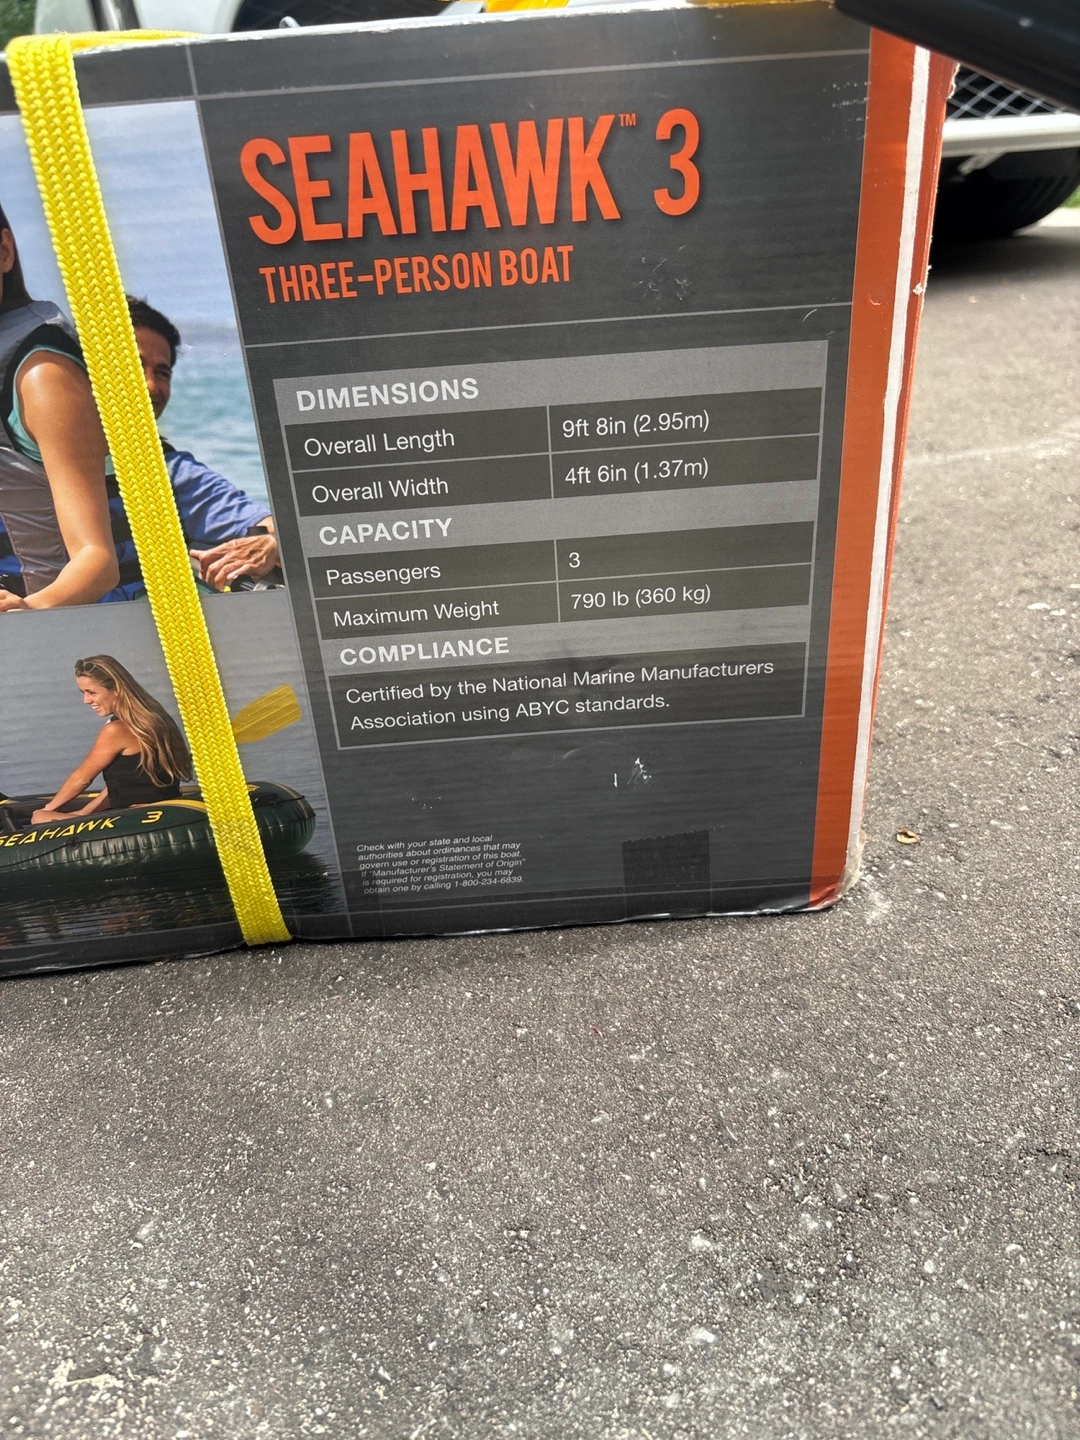 SEAHAWK™ 3
THREE-PERSON BOAT
DIMENSIONS
Overall Length 9ft 8in (2.95m)
Overall Width 4ft 6in (1.37m)
CAPACITY
Passengers 3
Maximum Weight 790 lb (360 kg)
COMPLIANCE
Certified by the National Marine Manufacturers
Association using ABYC standards.
SEAHAWK 3
Check with your state and local
authorities about ordinances that may
govern use or registration of this boat.
If "Manufacturer's Statement of Origin"
is required for registration, you may
obtain one by calling 1-800-234-6839.